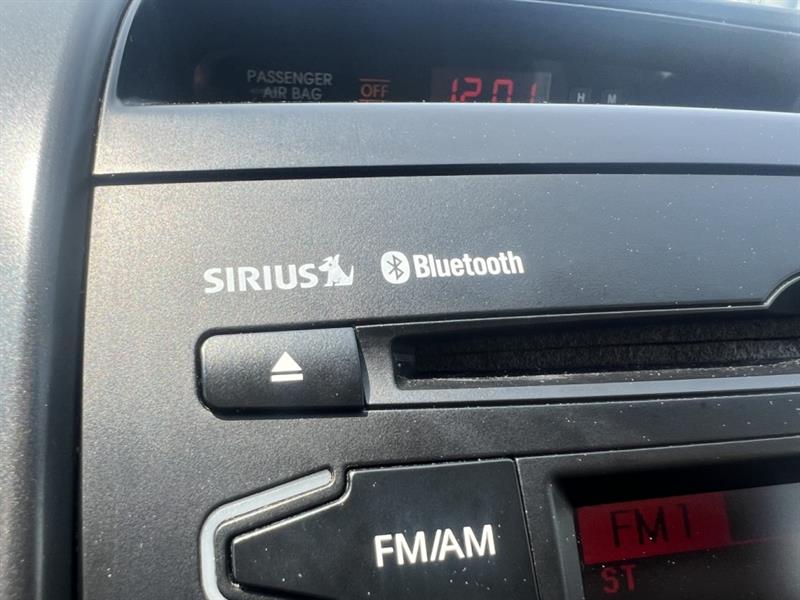 PASSENGER
AIR BAG
OFF
12:01
H
M
SIRIUS
Bluetooth
FM/AM
FM1
ST